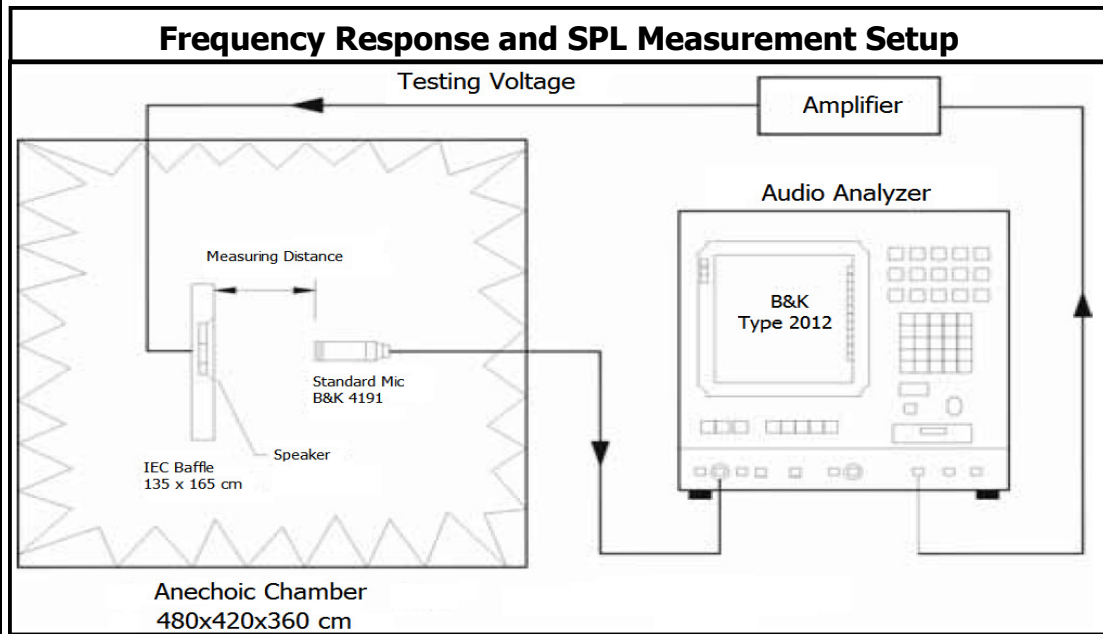 Frequency Response and SPL Measurement Setup
Testing Voltage
Amplifier
Audio Analyzer
Measuring Distance
B&K
Type 2012
Standard Mic
B&K 4191
Speaker
IEC Baffle
135 x 165 cm
Anechoic Chamber
480x420x360 cm